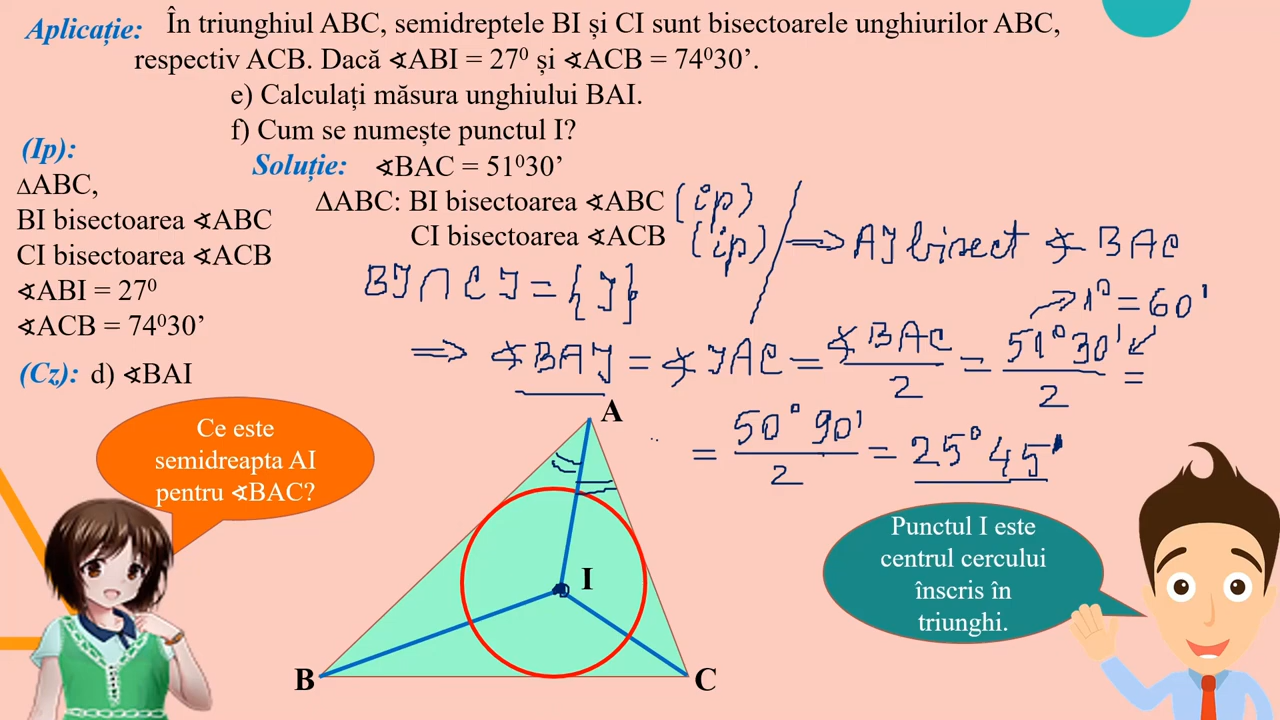 Aplicație: În triunghiul ABC, semidreptele BI și CI sunt bisectoarele unghiurilor ABC,
respectiv ACB. Dacă ∢ABI = 27⁰ și ∢ACB = 74⁰30’.
e) Calculați măsura unghiului BAI.
f) Cum se numește punctul I?
(Ip):
∆ABC,
BI bisectoarea ∢ABC
CI bisectoarea ∢ACB
∢ABI = 27⁰
∢ACB = 74⁰30’
(Cz): d) ∢BAI
Soluție: ∢BAC = 51⁰30’
∆ABC: BI bisectoarea ∢ABC (ip)
CI bisectoarea ∢ACB (ip) => AI bisect ∢BAC
BI ∩ CI = {I}
1° = 60'
=> ∢BAI = ∢IAC = ∢BAC/2 = 51°30'/2 =
= 50°90'/2 = 25°45'
Ce este
semidreapta AI
pentru ∢BAC?
A
I
B
C
Punctul I este
centrul cercului
înscris în
triunghi.